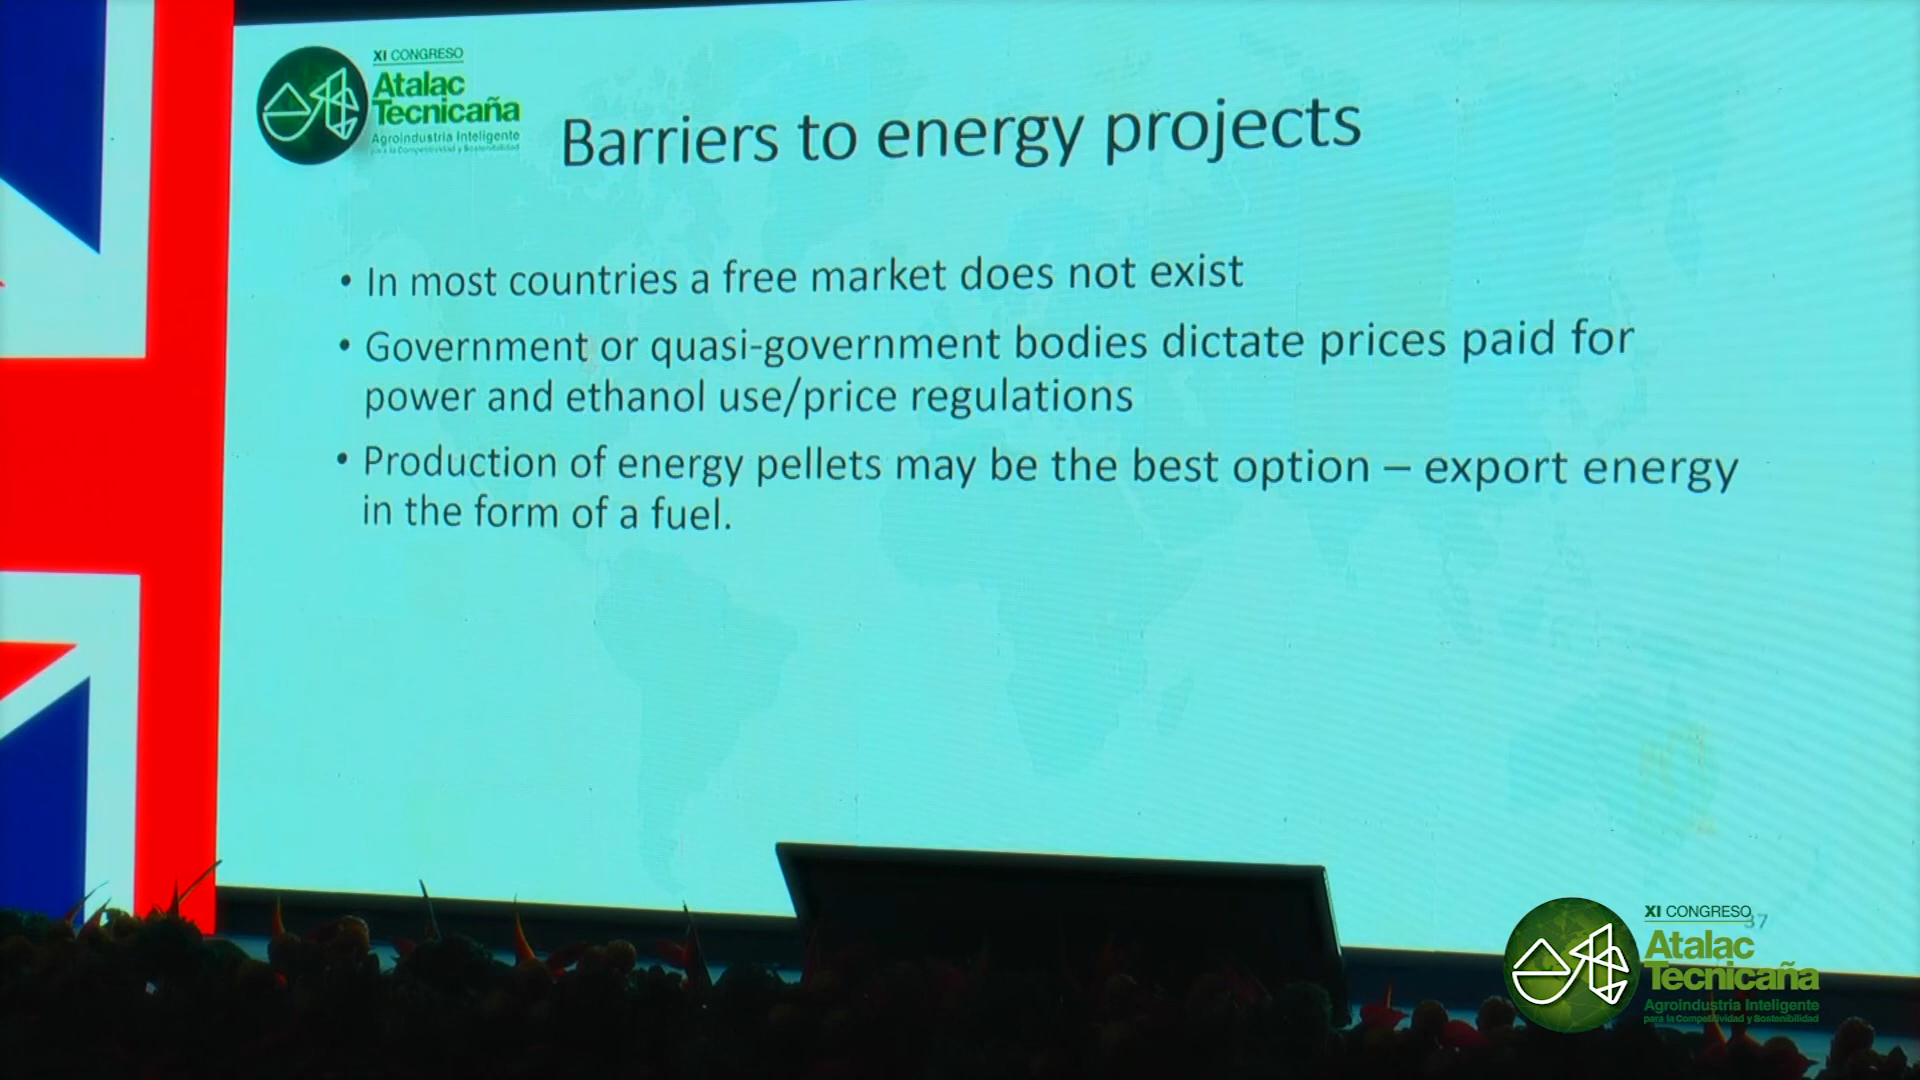 XI CONGRESO
Atalac
Tecnicaña
Agroindustria Inteligente
para la Competitividad y Sostenibilidad
Barriers to energy projects
• In most countries a free market does not exist
• Government or quasi-government bodies dictate prices paid for
power and ethanol use/price regulations
• Production of energy pellets may be the best option – export energy
in the form of a fuel.
37
XI CONGRESO
Atalac
Tecnicaña
Agroindustria Inteligente
para la Competitividad y Sostenibilidad